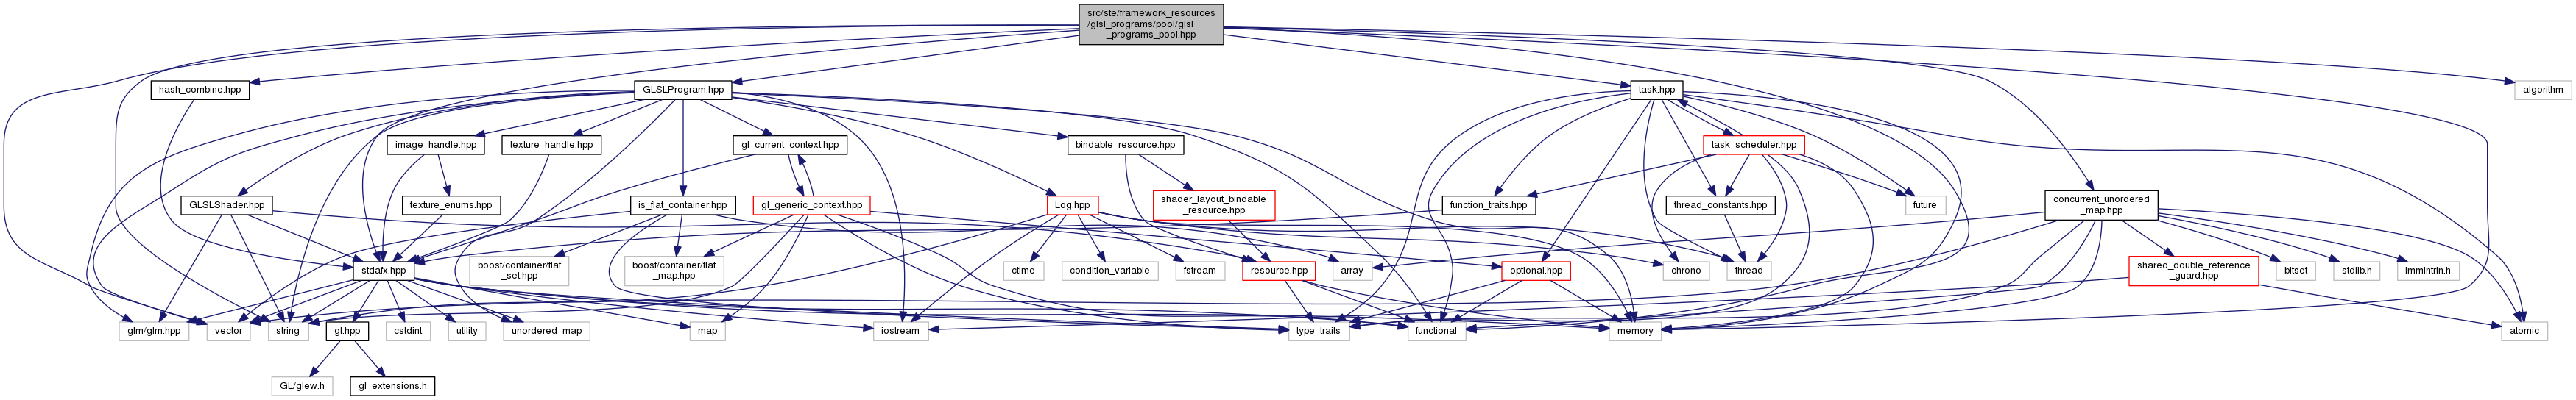 src/ste/framework_resources
/glsl_programs/pool/glsl
_programs_pool.hpp
hash_combine.hpp
GLSLProgram.hpp
task.hpp
algorithm
image_handle.hpp
texture_handle.hpp
gl_current_context.hpp
bindable_resource.hpp
task_scheduler.hpp
GLSLShader.hpp
texture_enums.hpp
is_flat_container.hpp
gl_generic_context.hpp
Log.hpp
shader_layout_bindable
_resource.hpp
function_traits.hpp
thread_constants.hpp
future
concurrent_unordered
_map.hpp
stdafx.hpp
boost/container/flat
_set.hpp
boost/container/flat
_map.hpp
ctime
condition_variable
fstream
resource.hpp
array
optional.hpp
chrono
thread
shared_double_reference
_guard.hpp
bitset
stdlib.h
immintrin.h
glm/glm.hpp
vector
string
gl.hpp
cstdint
utility
unordered_map
map
iostream
type_traits
functional
memory
atomic
GL/glew.h
gl_extensions.h